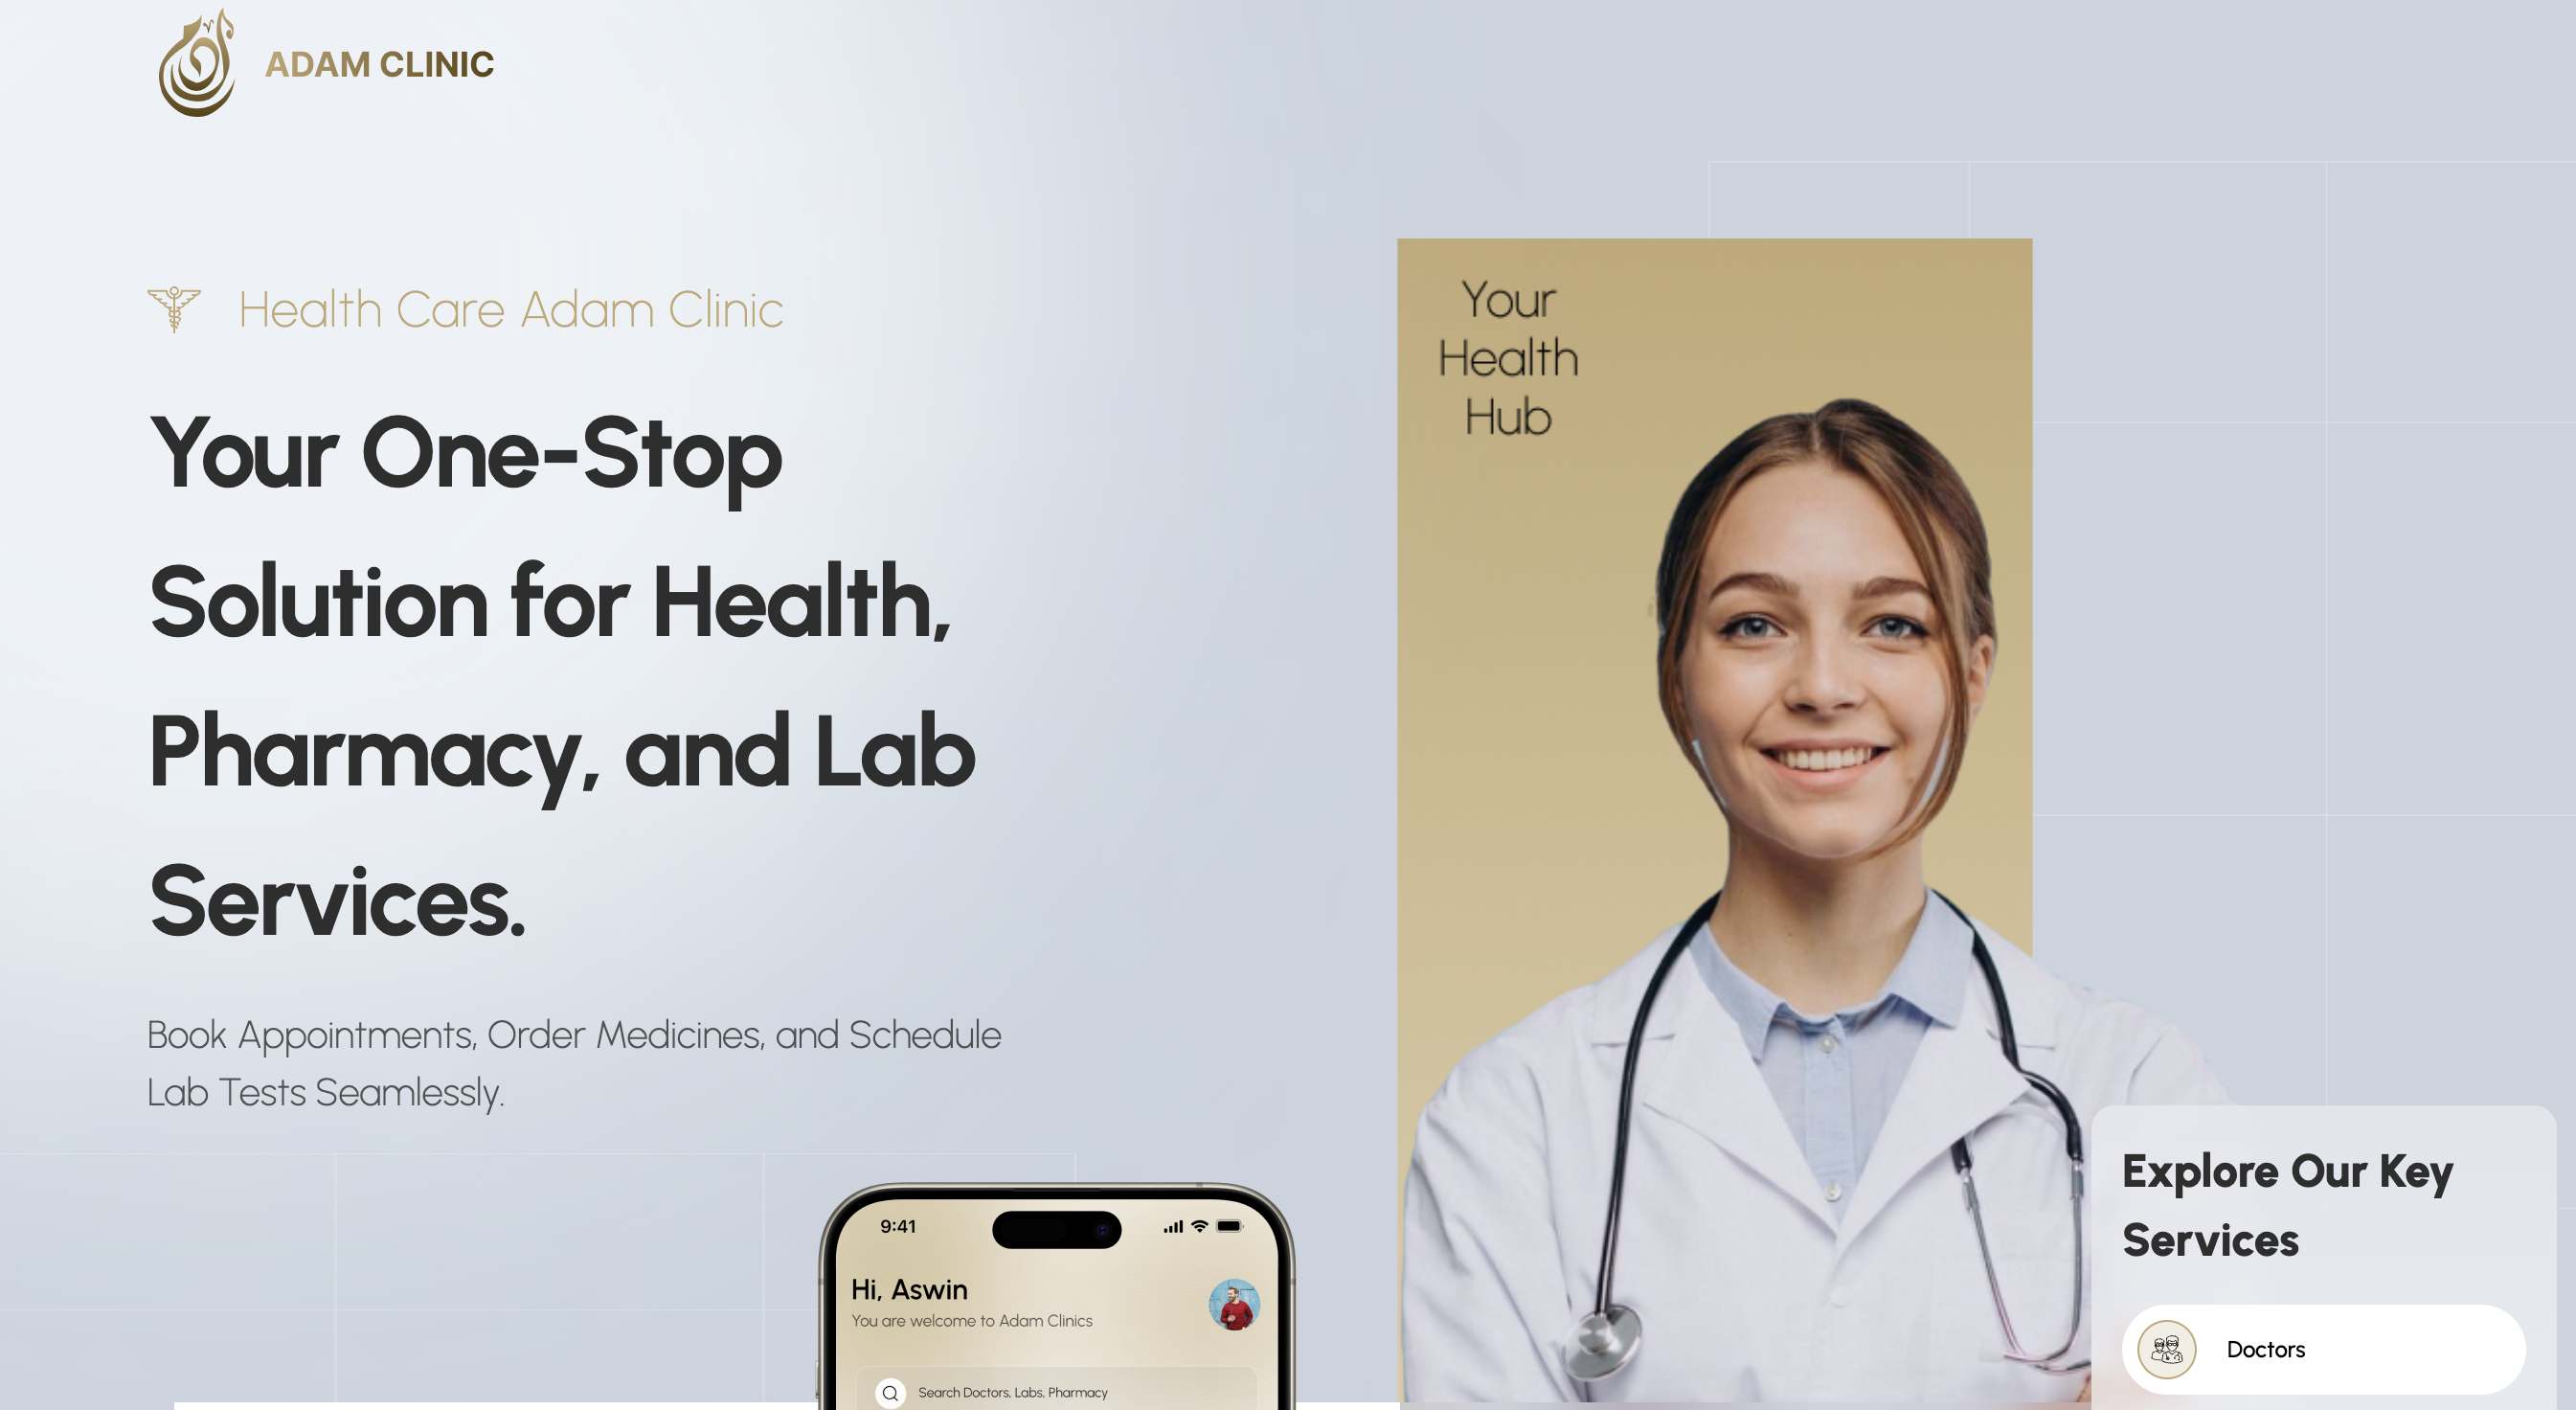 ADAM CLINIC
Health Care Adam Clinic
Your One-Stop
Solution for Health,
Pharmacy, and Lab
Services.
Book Appointments, Order Medicines, and Schedule
Lab Tests Seamlessly.
Your
Health
Hub
9:41
Hi, Aswin
You are welcome to Adam Clinics
Search Doctors, Labs, Pharmacy
Explore Our Key
Services
Doctors